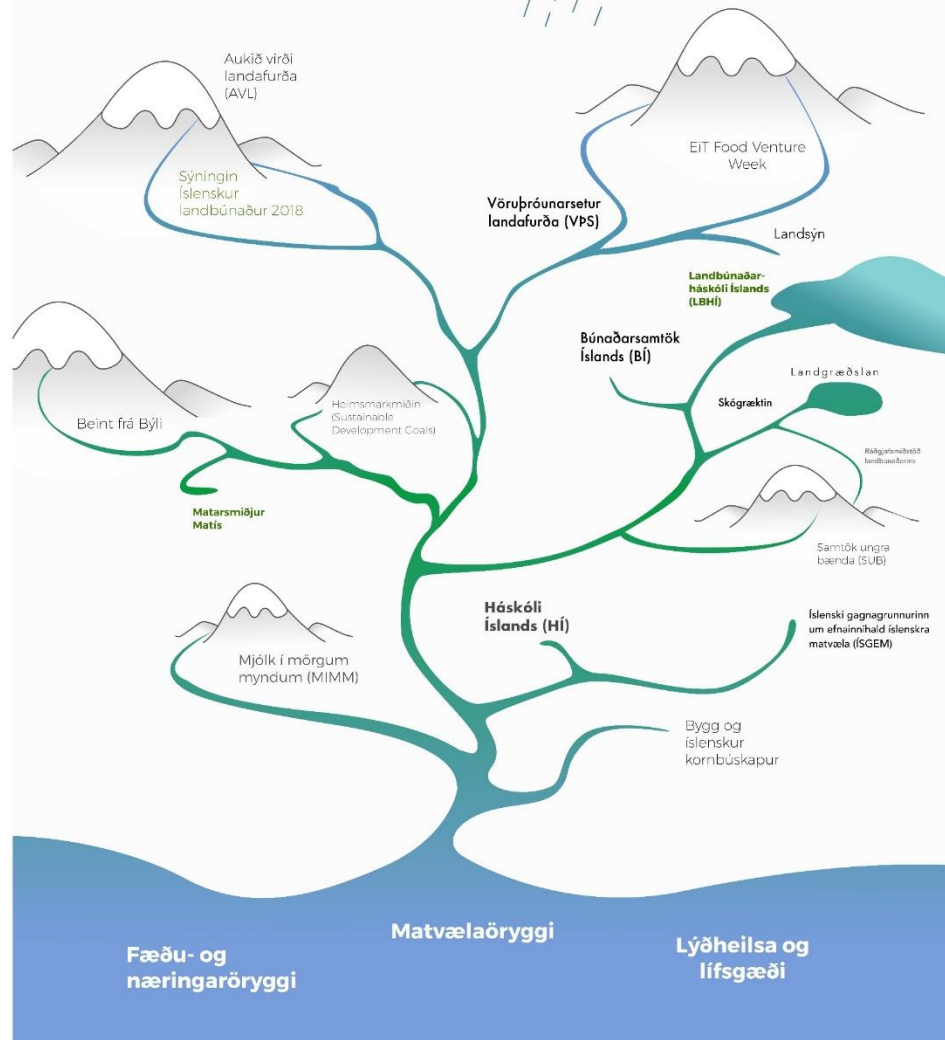 Aukið virði
landafurða
(AVL)
EiT Food Venture
Week
Sýningin
Íslenskur
landbúnaður 2018
Vöruþróunarsetur
landafurða (VÞS)
Landsýn
Landbúnaðar-
háskóli Íslands
(LBHÍ)
Búnaðarsamtök
Íslands (BÍ)
Landgræðslan
Skógræktin
Beint frá Býli
Heimsmarkmiðin
(Sustainable
Development Goals)
Ráðgjafamiðstöð
landbúnaðarins
Matarsmiðjur
Matís
Samtök ungra
bænda (SUB)
Háskóli
Íslands (HÍ)
Íslenski gagnagrunnurinn
um efnainnihald íslenskra
matvæla (ÍSGEM)
Mjólk í mörgum
myndum (MIMM)
Bygg og
íslenskur
kornbúskapur
Fæðu- og
næringaröryggi
Matvælaöryggi
Lýðheilsa og
lífsgæði